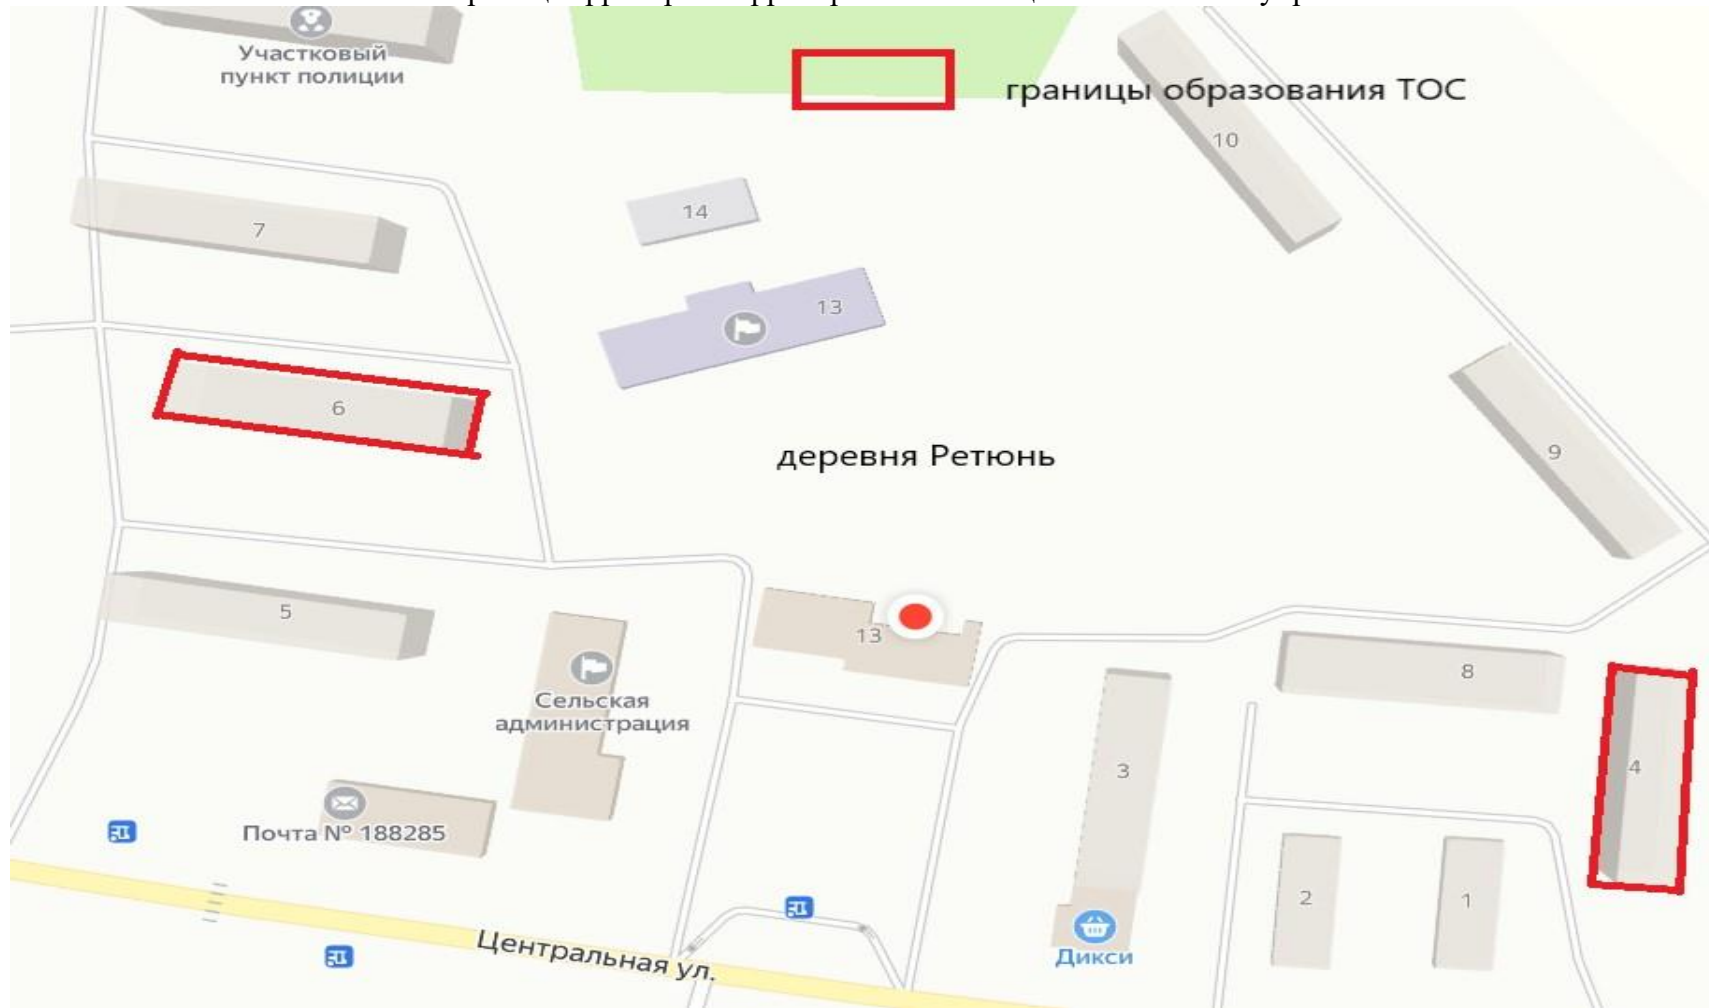 Участковый
пункт полиции
границы образования ТОС
10
14
7
13
6
9
деревня Ретюнь
5
13
8
Сельская
администрация
3
4
Почта № 188285
2
1
Центральная ул.
Дикси